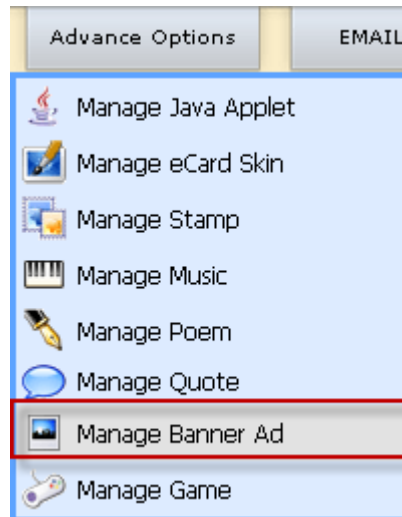 Advance Options
EMAIL
Manage Java Applet
Manage eCard Skin
Manage Stamp
Manage Music
Manage Poem
Manage Quote
Manage Banner Ad
Manage Game